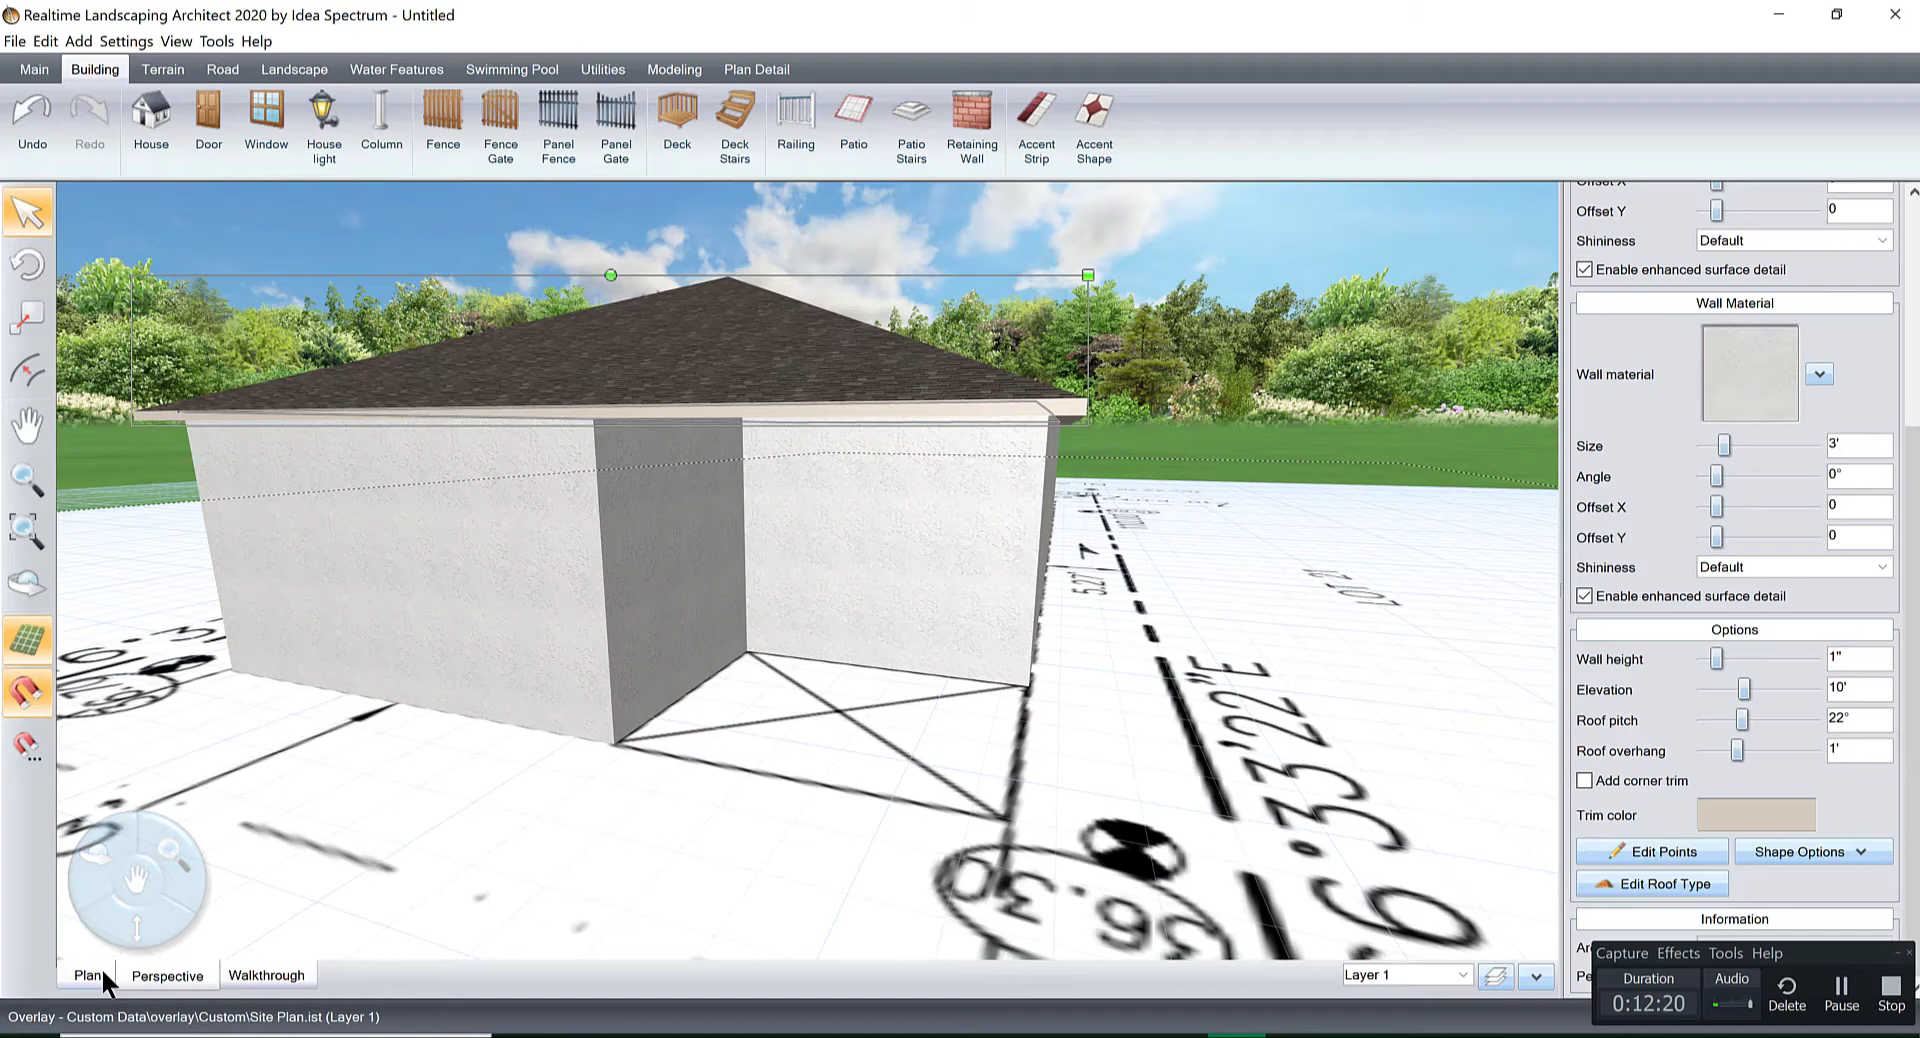 Realtime Landscaping Architect 2020 by Idea Spectrum - Untitled
File Edit Add Settings View Tools Help
Main Building Terrain Road Landscape Water Features Swimming Pool Utilities Modeling Plan Detail
Undo Redo House Door Window House light Column Fence Fence Gate Panel Fence Panel Gate Deck Deck Stairs Railing Patio Patio Stairs Retaining Wall Accent Strip Accent Shape
Offset X
Offset Y 0
Shininess Default
Enable enhanced surface detail
Wall Material
Wall material
Size 3'
Angle 0°
Offset X 0
Offset Y 0
Shininess Default
Enable enhanced surface detail
Options
Wall height 1"
Elevation 10'
Roof pitch 22°
Roof overhang 1'
Add corner trim
Trim color
Edit Points Shape Options
Edit Roof Type
Information
5.27'
33'22"E
36.30
Capture Effects Tools Help
Duration Audio
0:12:20 Delete Pause Stop
Plan Perspective Walkthrough
Layer 1
Overlay - Custom Data\overlay\Custom\Site Plan.ist (Layer 1)